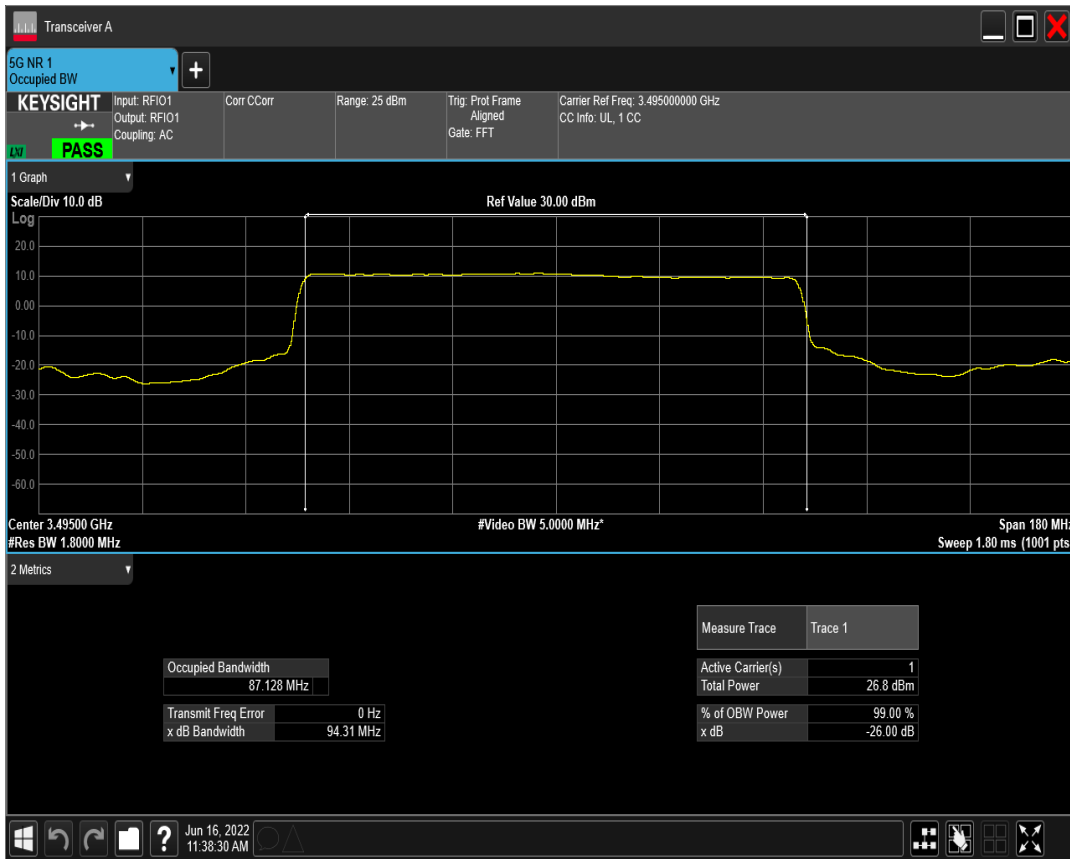 Transceiver A
5G NR 1
Occupied BW
KEYSIGHT
LXI
PASS
Input: RFIO1
Output: RFIO1
Coupling: AC
Corr CCorr
Range: 25 dBm
Trig: Prot Frame
Aligned
Gate: FFT
Carrier Ref Freq: 3.495000000 GHz
CC Info: UL, 1 CC
1 Graph
Scale/Div 10.0 dB
Ref Value 30.00 dBm
Log
20.0
10.0
0.00
-10.0
-20.0
-30.0
-40.0
-50.0
-60.0
Center 3.49500 GHz
#Video BW 5.0000 MHz*
Span 180 MHz
#Res BW 1.8000 MHz
Sweep 1.80 ms (1001 pts
2 Metrics
Measure Trace Trace 1
Occupied Bandwidth
87.128 MHz
Active Carrier(s) 1
Total Power 26.8 dBm
Transmit Freq Error 0 Hz
x dB Bandwidth 94.31 MHz
% of OBW Power 99.00 %
x dB -26.00 dB
?
Jun 16, 2022
11:38:30 AM